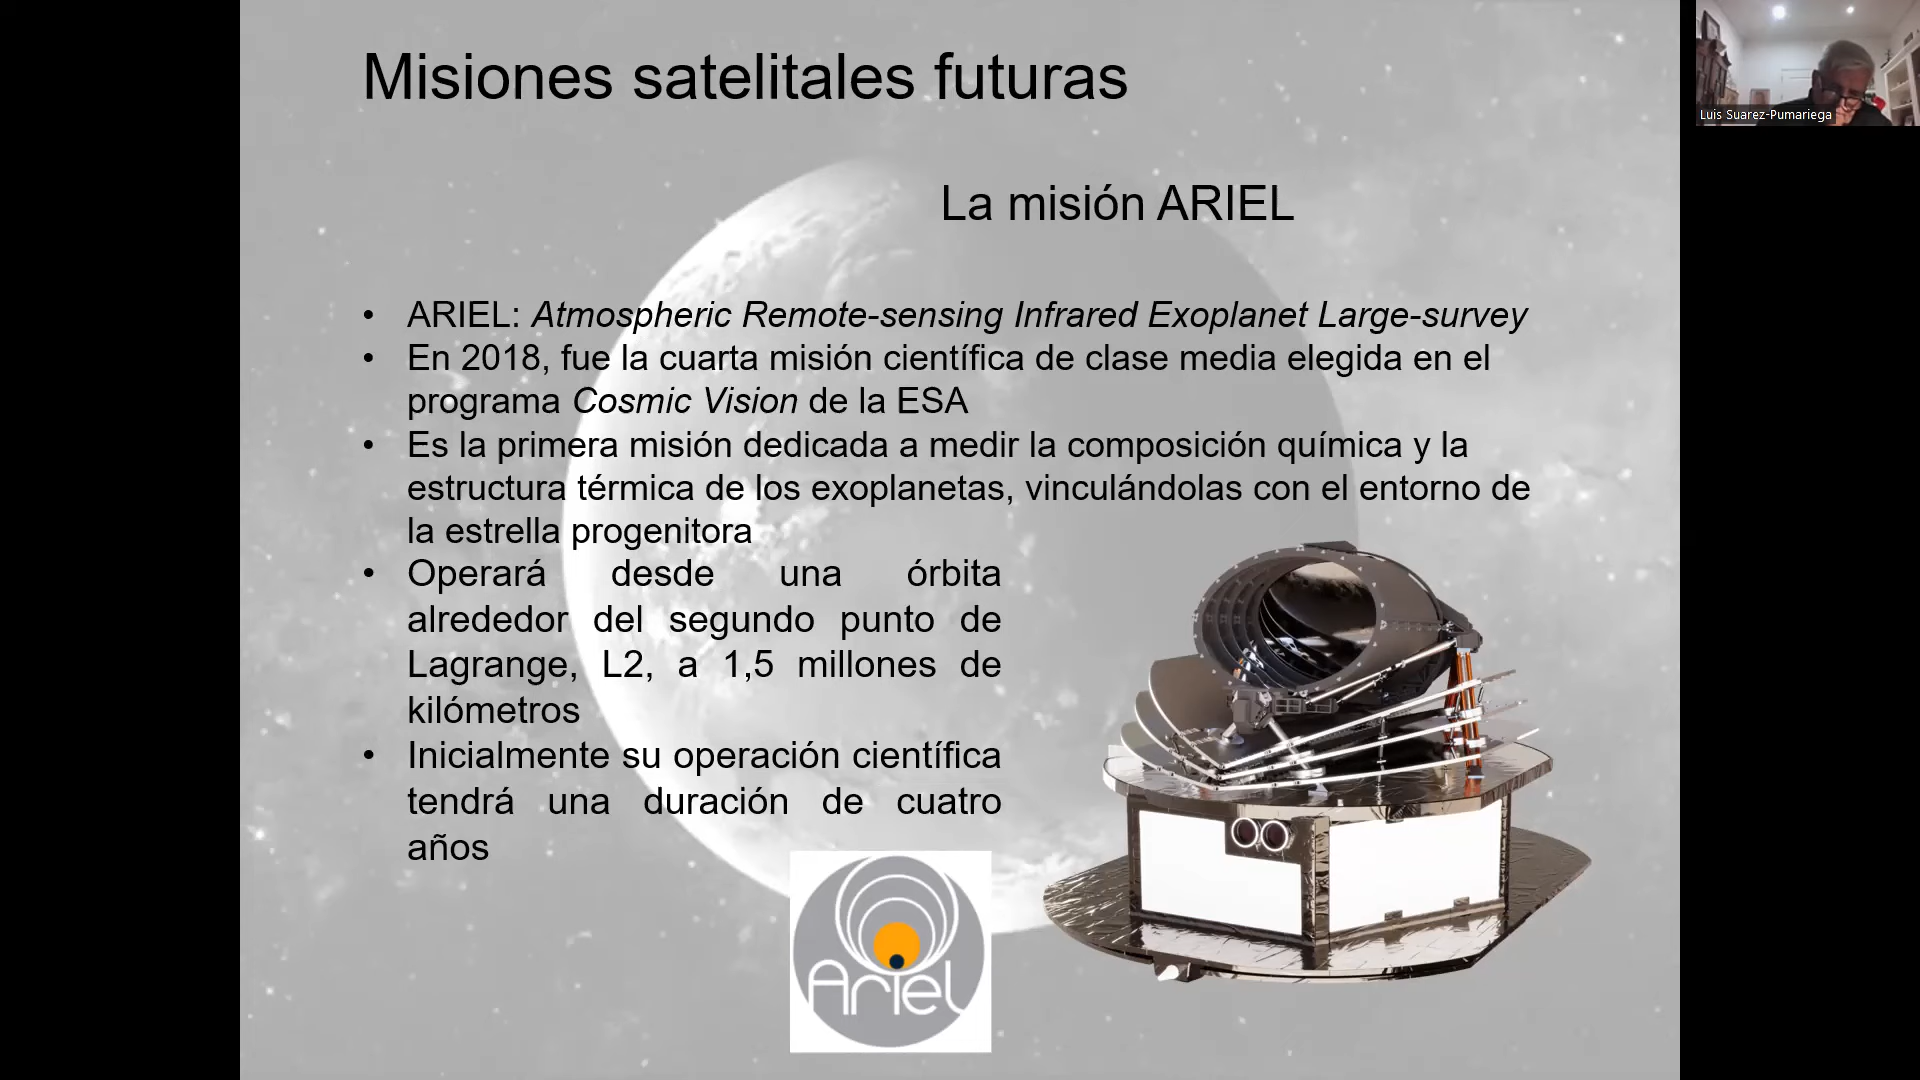 Misiones satelitales futuras
Luis Suarez-Pumariega
La misión ARIEL
• ARIEL: Atmospheric Remote-sensing Infrared Exoplanet Large-survey
• En 2018, fue la cuarta misión científica de clase media elegida en el
programa Cosmic Vision de la ESA
• Es la primera misión dedicada a medir la composición química y la
estructura térmica de los exoplanetas, vinculándolas con el entorno de
la estrella progenitora
• Operará desde una órbita
alrededor del segundo punto de
Lagrange, L2, a 1,5 millones de
kilómetros
• Inicialmente su operación científica
tendrá una duración de cuatro
años
Ariel